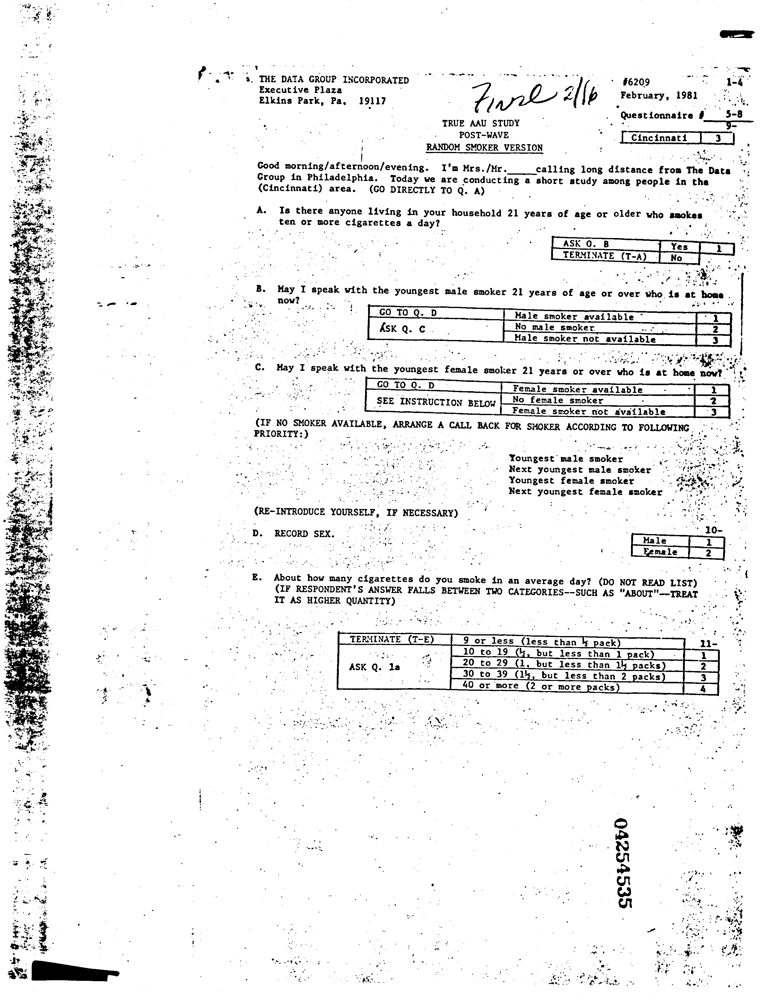 THE DATA GROUP INCORPORATED
Executive Plaza
Elkins Park, Pa. 19117
Final 2/16
#6209 1-4
February, 1981
Questionnaire # 5-8
9-
Cincinnati 3
TRUE AAU STUDY
POST-WAVE
RANDOM SMOKER VERSION
Good morning/afternoon/evening. I'm Mrs./Mr.____calling long distance from The Data
Group in Philadelphia. Today we are conducting a short study among people in the
(Cincinnati) area. (GO DIRECTLY TO Q. A)
A. Is there anyone living in your household 21 years of age or older who smokes
ten or more cigarettes a day?
ASK Q. B Yes 1
TERMINATE (T-A) No
B. May I speak with the youngest male smoker 21 years of age or over who is at home
now?
GO TO Q. D Male smoker available 1
ASK Q. C No male smoker 2
Male smoker not available 3
C. May I speak with the youngest female smoker 21 years or over who is at home now?
GO TO Q. D Female smoker available 1
SEE INSTRUCTION BELOW No female smoker 2
Female smoker not available 3
(IF NO SMOKER AVAILABLE, ARRANGE A CALL BACK FOR SMOKER ACCORDING TO FOLLOWING
PRIORITY:)
Youngest male smoker
Next youngest male smoker
Youngest female smoker
Next youngest female smoker
(RE-INTRODUCE YOURSELF, IF NECESSARY)
D. RECORD SEX.
10-
Male 1
Female 2
E. About how many cigarettes do you smoke in an average day? (DO NOT READ LIST)
(IF RESPONDENT'S ANSWER FALLS BETWEEN TWO CATEGORIES--SUCH AS "ABOUT"--TREAT
IT AS HIGHER QUANTITY)
TERMINATE (T-E) 9 or less (less than ½ pack) 11-
10 to 19 (½, but less than 1 pack) 1
ASK Q. 1a 20 to 29 (1, but less than 1½ packs) 2
30 to 39 (1½, but less than 2 packs) 3
40 or more (2 or more packs) 4
04254535